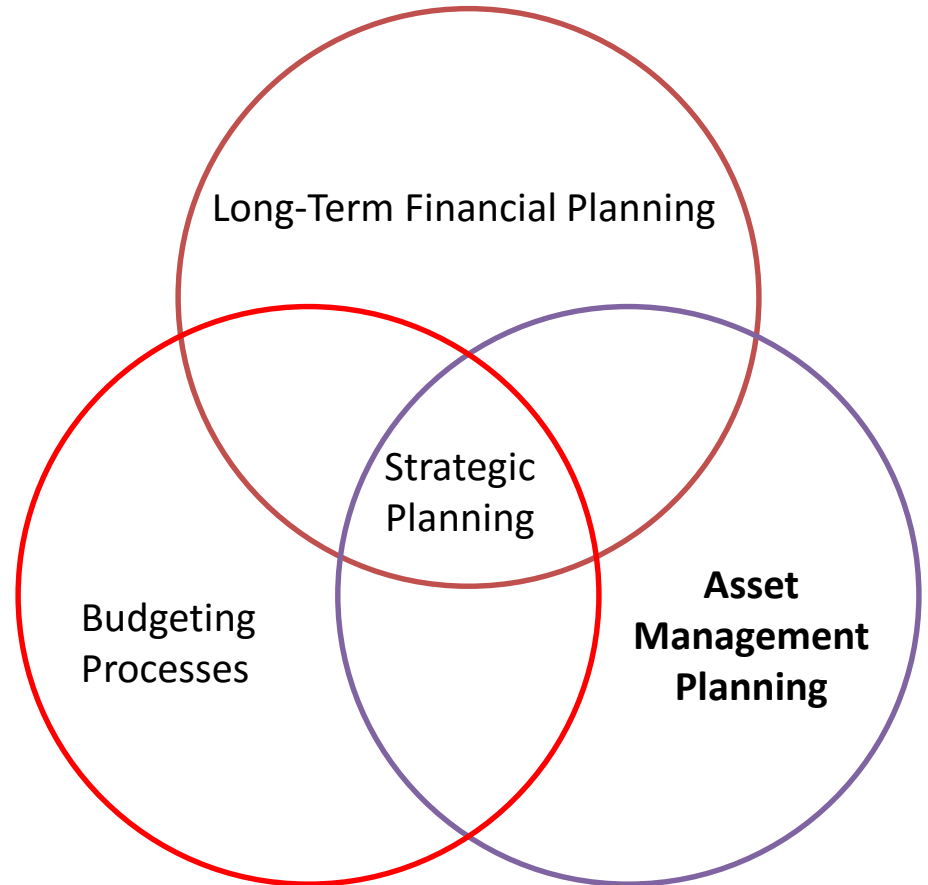 Long-Term Financial Planning
Strategic
Planning
Budgeting
Processes
Asset
Management
Planning